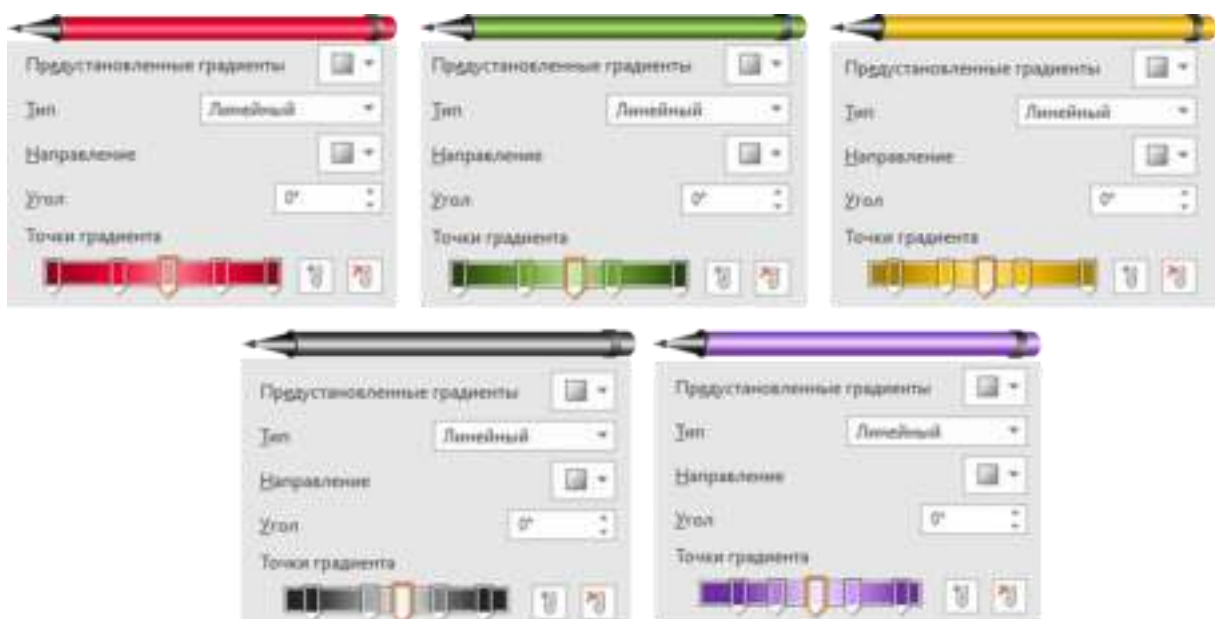 Предустановленные градиенты
Тип Линейный
Направление
Угол 0°
Точки градиента
Предустановленные градиенты
Тип Линейный
Направление
Угол 0°
Точки градиента
Предустановленные градиенты
Тип Линейный
Направление
Угол 0°
Точки градиента
Предустановленные градиенты
Тип Линейный
Направление
Угол 0°
Точки градиента
Предустановленные градиенты
Тип Линейный
Направление
Угол 0°
Точки градиента